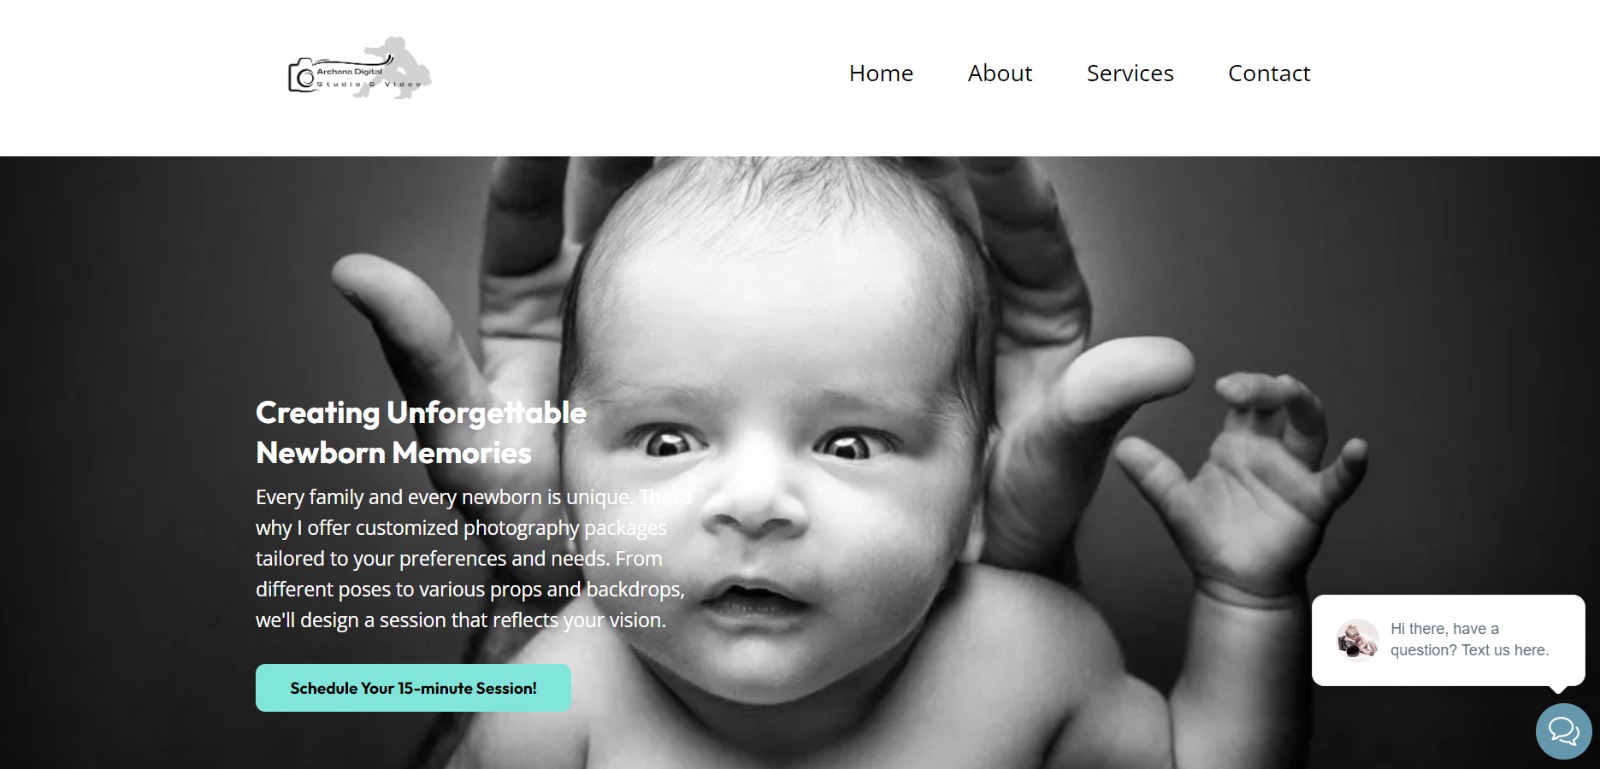 Archana Digital
Studio & Video
Home
About
Services
Contact
Creating Unforgettable
Newborn Memories
Every family and every newborn is unique. That's
why I offer customized photography packages
tailored to your preferences and needs. From
different poses to various props and backdrops,
we'll design a session that reflects your vision.
Schedule Your 15-minute Session!
Hi there, have a
question? Text us here.